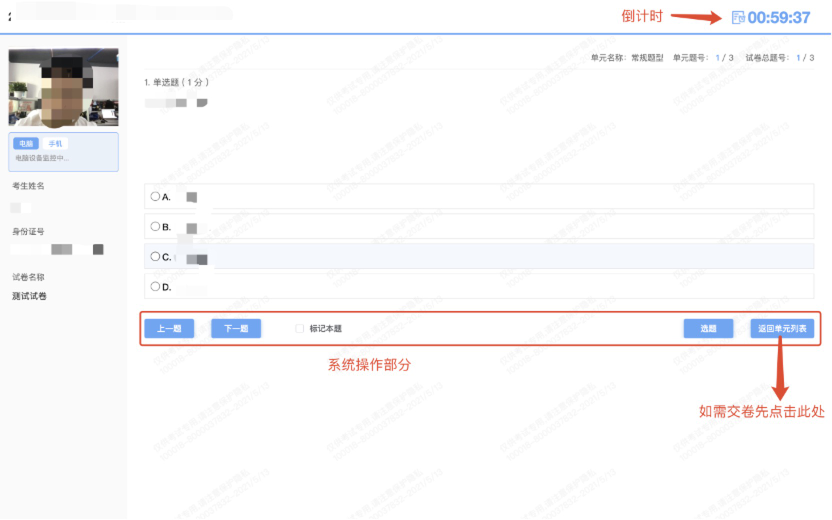 倒计时
00:59:37
单元名称: 常规题型 单元题号: 1 / 3 试卷总题号: 1 / 3
1. 单选题 ( 1 分 )
电脑 手机
电脑设备监控中...
考生姓名
A.
身份证号
B.
C.
试卷名称
D.
测试试卷
上一题 下一题 标记本题 选题 返回单元列表
系统操作部分
如需交卷先点击此处